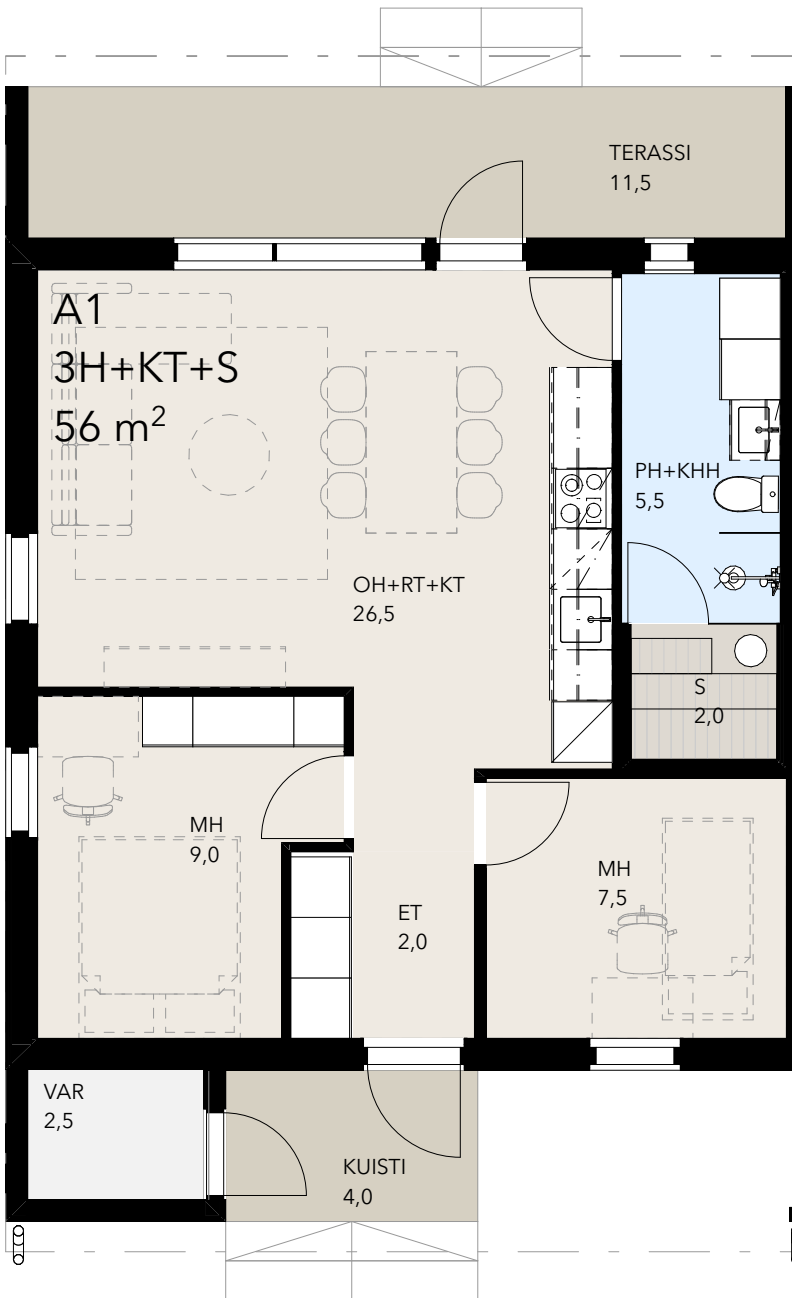 TERASSI
11,5
A1
3H+KT+S
56 m²
PH+KHH
5,5
OH+RT+KT
26,5
S
2,0
MH
9,0
MH
7,5
ET
2,0
VAR
2,5
KUISTI
4,0